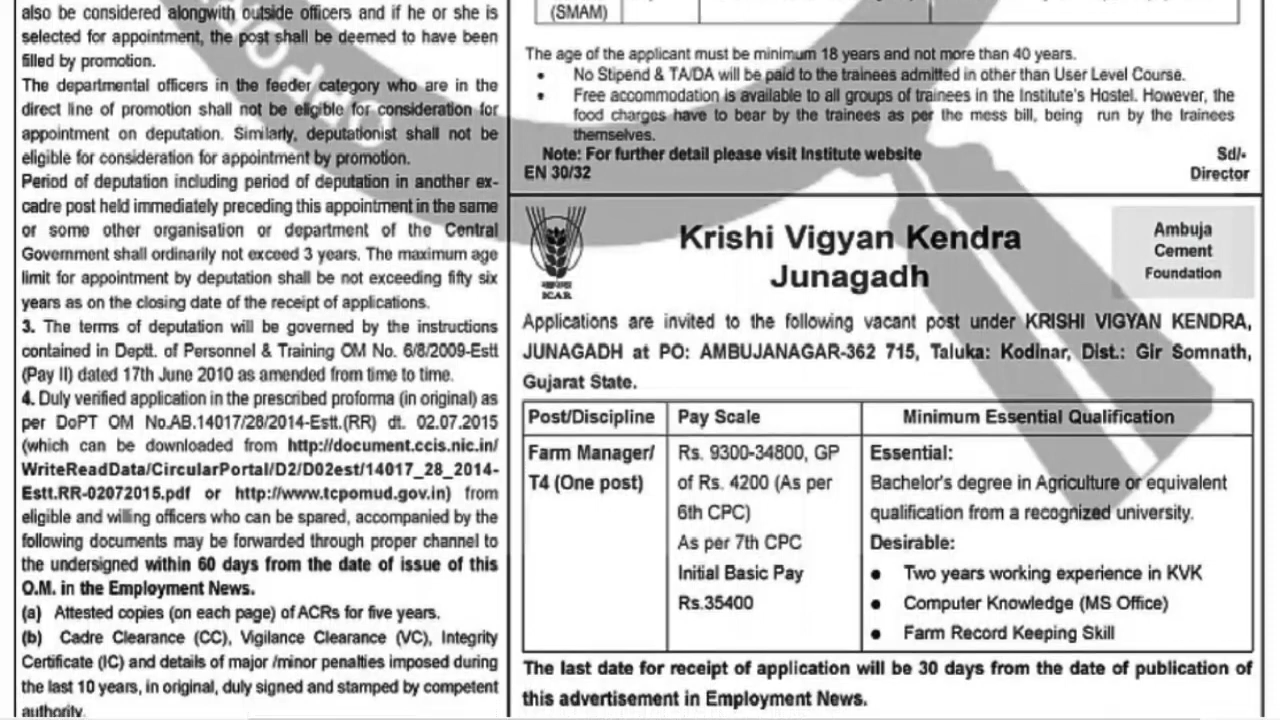 also be considered alongwith outside officers and if he or she is
selected for appointment, the post shall be deemed to have been
filled by promotion.
The departmental officers in the feeder category who are in the
direct line of promotion shall not be eligible for consideration for
appointment on deputation. Similarly, deputationist shall not be
eligible for consideration for appointment by promotion.
Period of deputation including period of deputation in another ex-
cadre post held immediately preceding this appointment in the same
or some other organisation or department of the Central
Government shall ordinarily not exceed 3 years. The maximum age
limit for appointment by deputation shall be not exceeding fifty six
years as on the closing date of the receipt of applications.
3. The terms of deputation will be governed by the instructions
contained in Deptt. of Personnel & Training OM No. 6/8/2009-Estt
(Pay II) dated 17th June 2010 as amended from time to time.
4. Duly verified application in the prescribed proforma (in original) as
per DoPT OM No.AB.14017/28/2014-Estt.(RR) dt. 02.07.2015
(which can be downloaded from http://document.ccis.nic.in/
WriteReadData/CircularPortal/D2/D02est/14017_28_2014-
Estt.RR-02072015.pdf or http://www.tcpomud.gov.in) from
eligible and willing officers who can be spared, accompanied by the
following documents may be forwarded through proper channel to
the undersigned within 60 days from the date of issue of this
O.M. in the Employment News.
(a) Attested copies (on each page) of ACRs for five years.
(b) Cadre Clearance (CC), Vigilance Clearance (VC), Integrity
Certificate (IC) and details of major /minor penalties imposed during
the last 10 years, in original, duly signed and stamped by competent
authority.
(SMAM)
The age of the applicant must be minimum 18 years and not more than 40 years.
• No Stipend & TA/DA will be paid to the trainees admitted in other than User Level Course.
• Free accommodation is available to all groups of trainees in the Institute's Hostel. However, the
food charges have to bear by the trainees as per the mess bill, being run by the trainees
themselves.
Note: For further detail please visit Institute website
Sd/-
EN 30/32
Director
ICAR
Krishi Vigyan Kendra
Junagadh
Ambuja
Cement
Foundation
Applications are invited to the following vacant post under KRISHI VIGYAN KENDRA,
JUNAGADH at PO: AMBUJANAGAR-362 715, Taluka: Kodinar, Dist.: Gir Somnath,
Gujarat State.
Post/Discipline
Pay Scale
Minimum Essential Qualification
Farm Manager/
T4 (One post)
Rs. 9300-34800, GP
of Rs. 4200 (As per
6th CPC)
As per 7th CPC
Initial Basic Pay
Rs.35400
Essential:
Bachelor's degree in Agriculture or equivalent
qualification from a recognized university.
Desirable:
• Two years working experience in KVK
• Computer Knowledge (MS Office)
• Farm Record Keeping Skill
The last date for receipt of application will be 30 days from the date of publication of
this advertisement in Employment News.